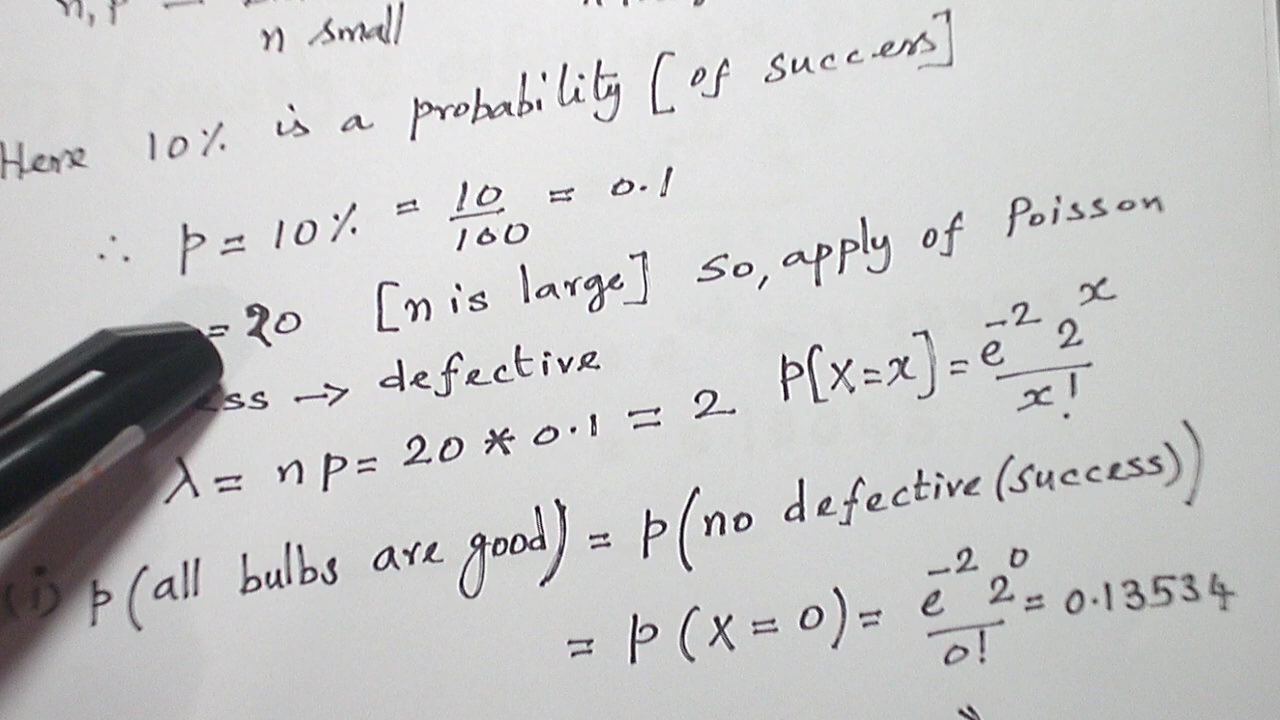 n, p
n small
Here 10% is a probability [of success]
∴ p = 10% = 10/100 = 0.1
= 20 [n is large] so, apply of Poisson
ss → defective
λ = np = 20 * 0.1 = 2 P[X=x] = e^-2 2^x / x!
(i) p(all bulbs are good) = p(no defective (success))
= p(X=0) = e^-2 2^0 / 0! = 0.13534